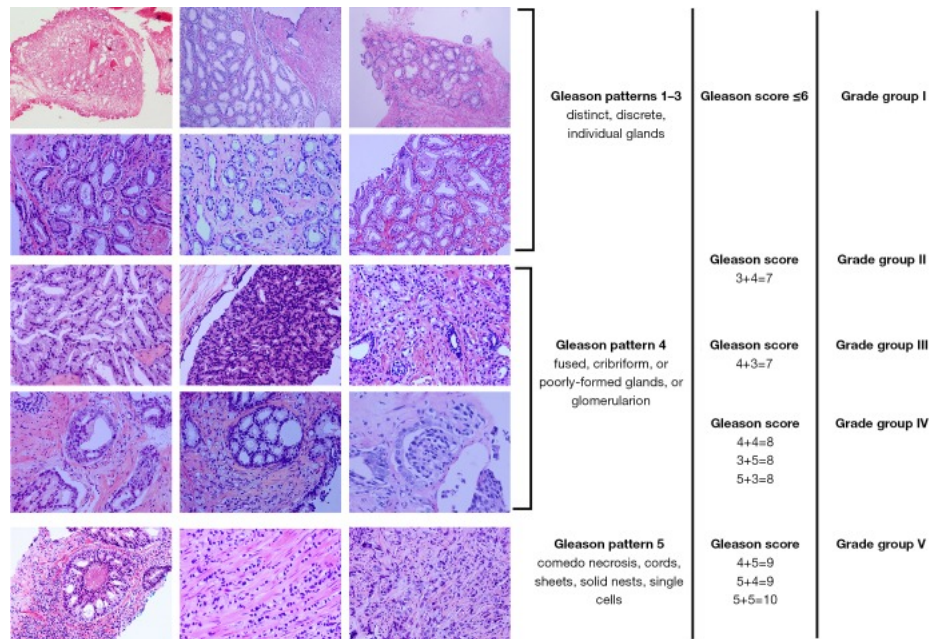 Gleason patterns 1–3
distinct, discrete,
individual glands
Gleason score ≤6
Grade group I
Gleason score
3+4=7
Grade group II
Gleason pattern 4
fused, cribriform, or
poorly-formed glands, or
glomerularion
Gleason score
4+3=7
Grade group III
Gleason score
4+4=8
3+5=8
5+3=8
Grade group IV
Gleason pattern 5
comedo necrosis, cords,
sheets, solid nests, single
cells
Gleason score
4+5=9
5+4=9
5+5=10
Grade group V